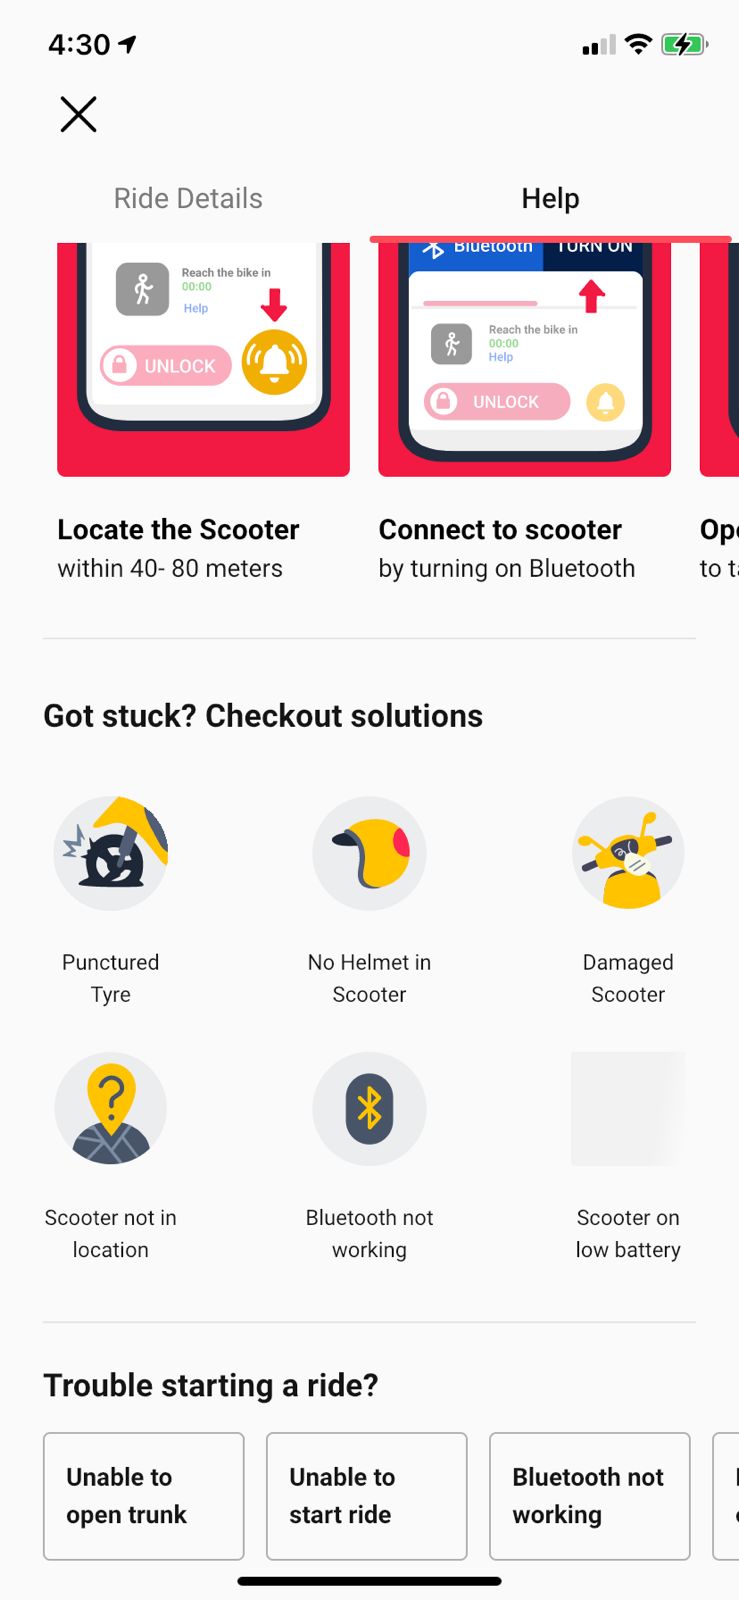 4:30
Ride Details
Help
Bluetooth
TURN ON
Reach the bike in
00:00
Help
UNLOCK
Reach the bike in
00:00
Help
UNLOCK
Locate the Scooter
within 40- 80 meters
Connect to scooter
by turning on Bluetooth
to
Got stuck? Checkout solutions
Punctured
Tyre
No Helmet in
Scooter
Damaged
Scooter
Scooter not in
location
Bluetooth not
working
Scooter on
low battery
Trouble starting a ride?
Unable to
open trunk
Unable to
start ride
Bluetooth not
working